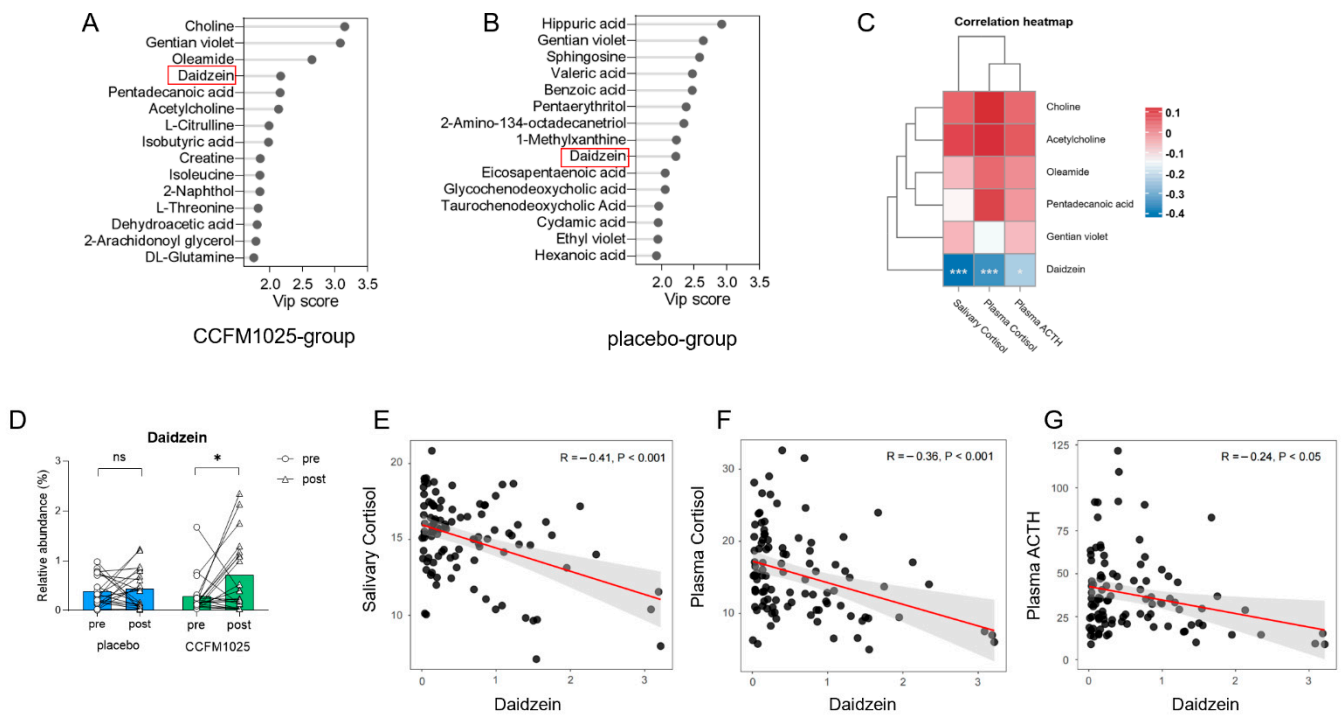 A
Choline
Gentian violet
Oleamide
Daidzein
Pentadecanoic acid
Acetylcholine
L-Citrulline
Isobutyric acid
Creatine
Isoleucine
2-Naphthol
L-Threonine
Dehydroacetic acid
2-Arachidonoyl glycerol
DL-Glutamine
2.0 2.5 3.0 3.5
Vip score
CCFM1025-group
B
Hippuric acid
Gentian violet
Sphingosine
Valeric acid
Benzoic acid
Pentaerythritol
2-Amino-134-octadecanetriol
1-Methylxanthine
Daidzein
Eicosapentaenoic acid
Glycochenodeoxycholic acid
Taurochenodeoxycholic Acid
Cyclamic acid
Ethyl violet
Hexanoic acid
2.0 2.5 3.0 3.5
Vip score
placebo-group
C
Correlation heatmap
Choline
Acetylcholine
Oleamide
Pentadecanoic acid
Gentian violet
Daidzein
*** *** *
Salivary Cortisol
Plasma Cortisol
Plasma ACTH
0.1
0
-0.1
-0.2
-0.3
-0.4
D
Daidzein
ns
*
pre
post
Relative abundance (%)
3
2
1
0
pre post pre post
placebo CCFM1025
E
R = −0.41, P < 0.001
Salivary Cortisol
20
15
10
0 1 2 3
Daidzein
F
R = −0.36, P < 0.001
Plasma Cortisol
30
20
10
0 1 2 3
Daidzein
G
R = −0.24, P < 0.05
Plasma ACTH
125
100
75
50
25
0
0 1 2 3
Daidzein